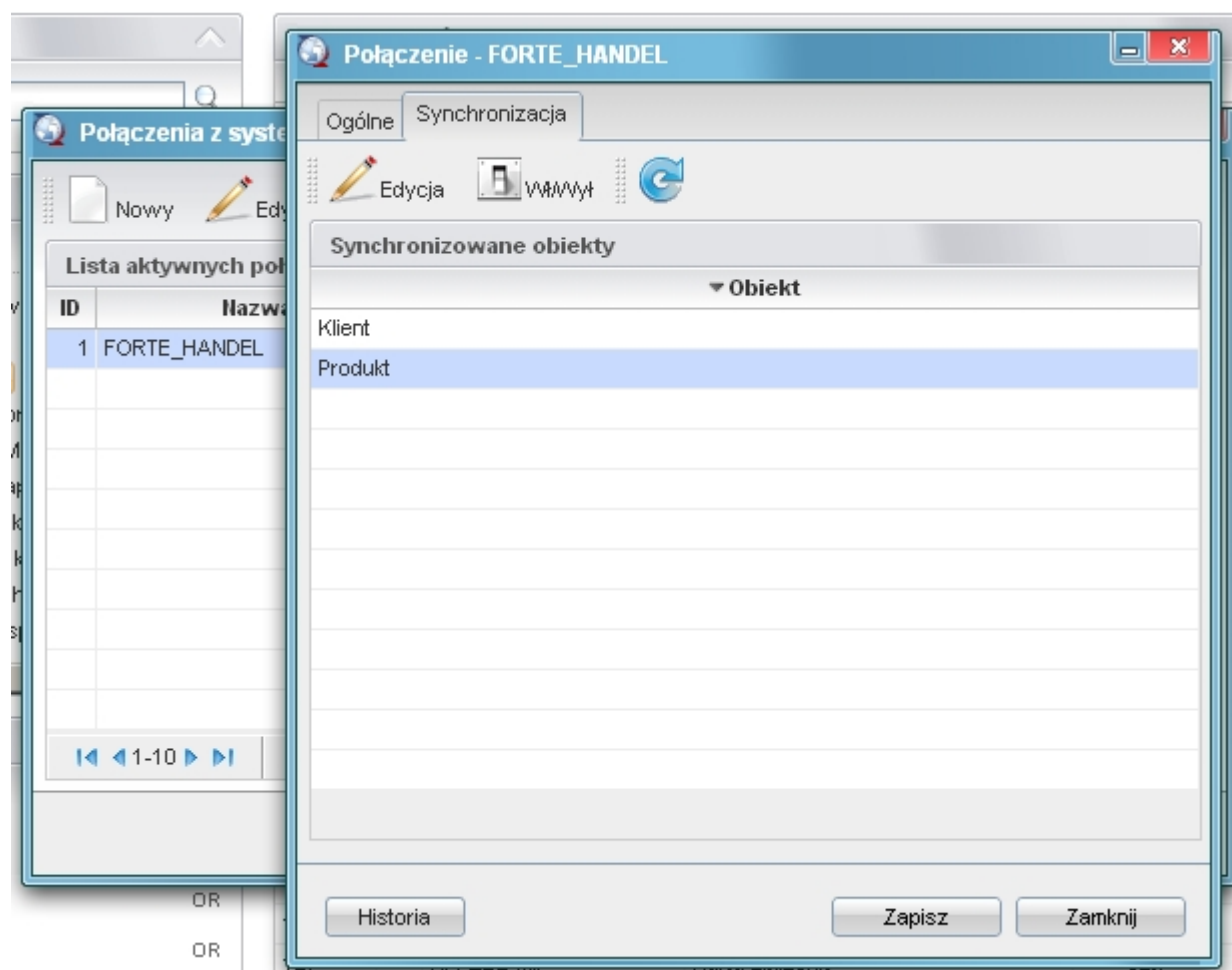 Połączenie - FORTE_HANDEL
Ogólne
Synchronizacja
Edycja
Wł/Wył
Synchronizowane obiekty
Obiekt
Klient
Produkt
Historia
Zapisz
Zamknij
Połączenia z syste
Nowy
Edy
Lista aktywnych poł
ID
Nazwa
1 FORTE_HANDEL
1-10
OR
OR